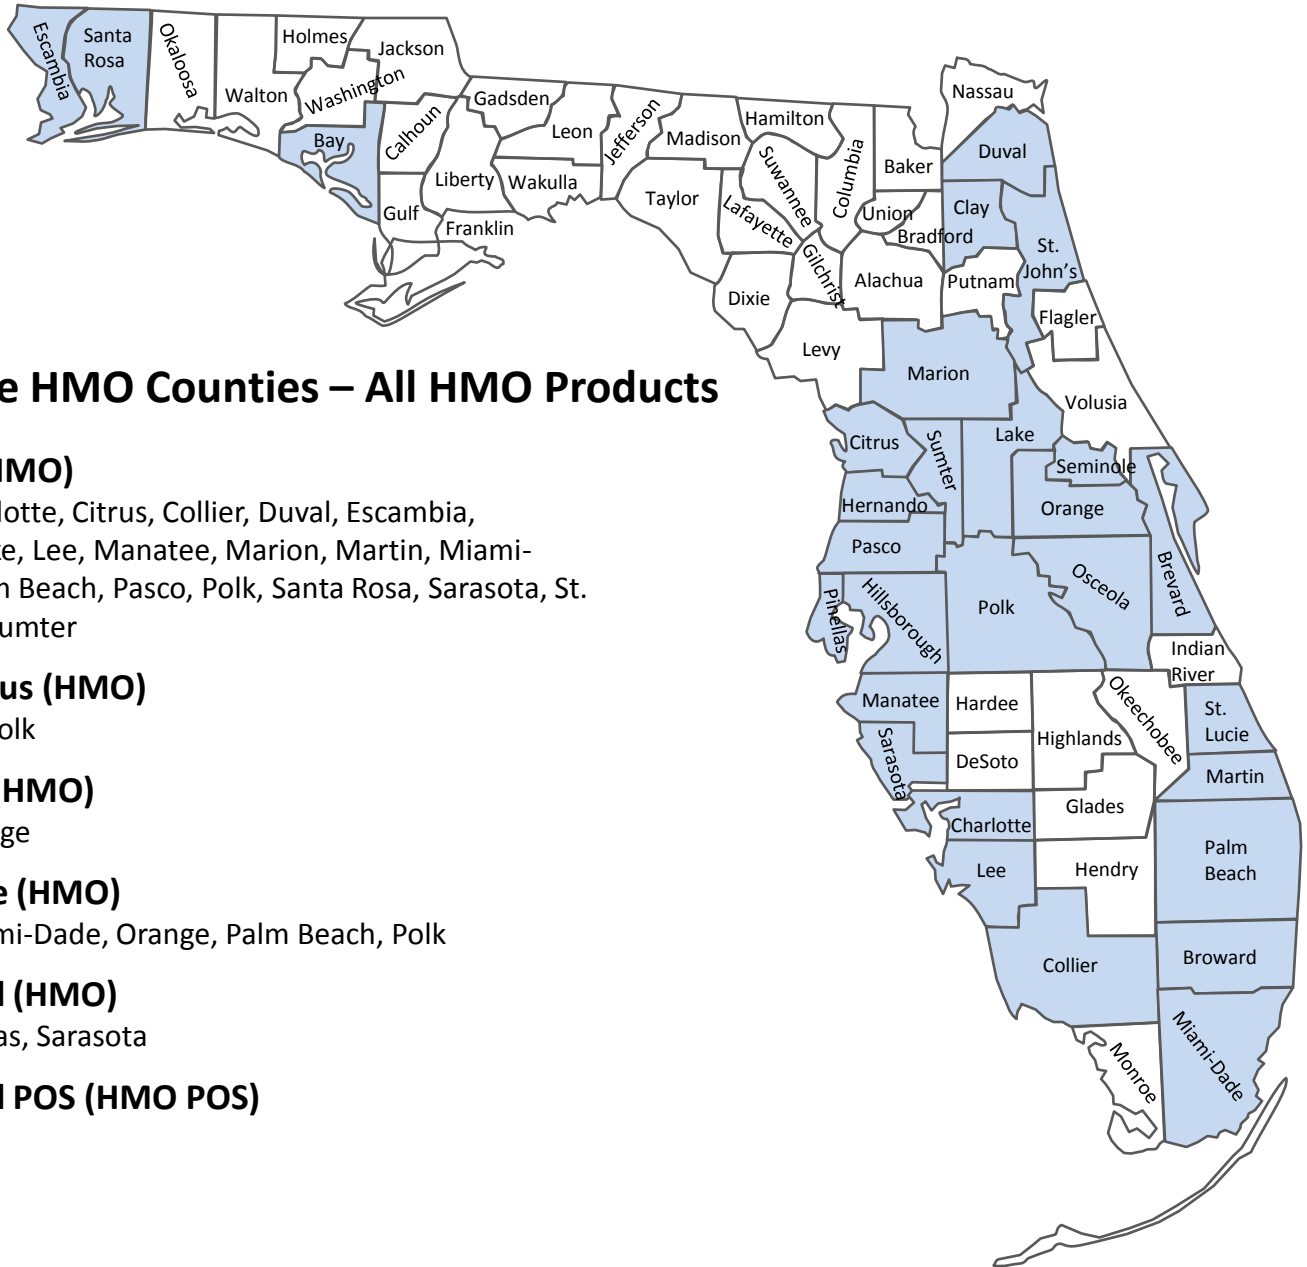 Escambia
Santa
Rosa
Okaloosa
Walton
Holmes
Jackson
Washington
Bay
Calhoun
Gulf
Liberty
Gadsden
Leon
Wakulla
Franklin
Jefferson
Madison
Taylor
Hamilton
Suwannee
Lafayette
Dixie
Columbia
Gilchrist
Baker
Union
Bradford
Alachua
Levy
Nassau
Duval
Clay
St.
John's
Putnam
Flagler
Marion
Volusia
Citrus
Sumter
Lake
Seminole
Hernando
Orange
Pasco
Pinellas
Hillsborough
Polk
Osceola
Brevard
Indian
River
Manatee
Hardee
Highlands
Okeechobee
St.
Lucie
Sarasota
DeSoto
Martin
Charlotte
Glades
Lee
Hendry
Palm
Beach
Collier
Broward
Monroe
Miami-Dade
e HMO Counties – All HMO Products
HMO)
lotte, Citrus, Collier, Duval, Escambia,
e, Lee, Manatee, Marion, Martin, Miami-
m Beach, Pasco, Polk, Santa Rosa, Sarasota, St.
umter
us (HMO)
olk
(HMO)
ge
e (HMO)
mi-Dade, Orange, Palm Beach, Polk
l (HMO)
as, Sarasota
l POS (HMO POS)